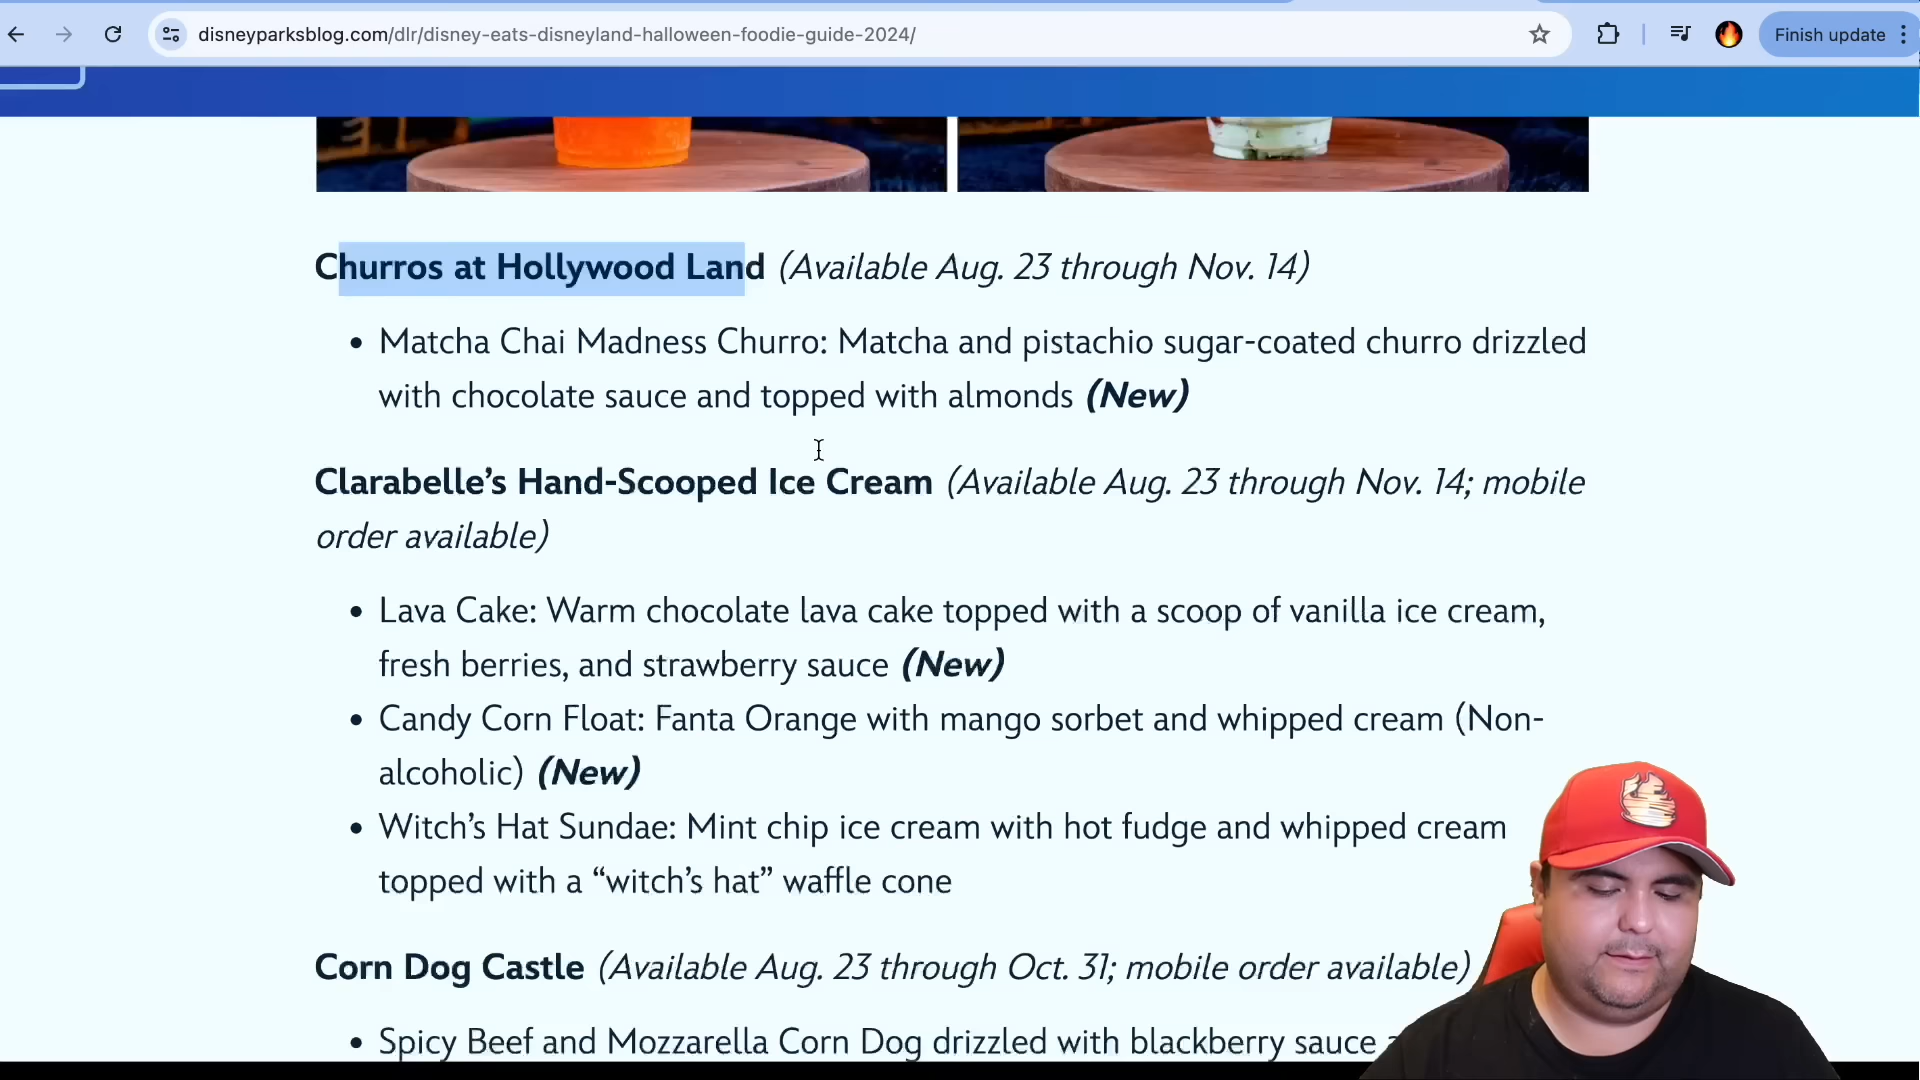 disneyparksblog.com/dlr/disney-eats-disneyland-halloween-foodie-guide-2024/
Finish update
Churros at Hollywood Land (Available Aug. 23 through Nov. 14)
• Matcha Chai Madness Churro: Matcha and pistachio sugar-coated churro drizzled
with chocolate sauce and topped with almonds (New)
Clarabelle’s Hand-Scooped Ice Cream (Available Aug. 23 through Nov. 14; mobile
order available)
• Lava Cake: Warm chocolate lava cake topped with a scoop of vanilla ice cream,
fresh berries, and strawberry sauce (New)
• Candy Corn Float: Fanta Orange with mango sorbet and whipped cream (Non-
alcoholic) (New)
• Witch’s Hat Sundae: Mint chip ice cream with hot fudge and whipped cream
topped with a “witch’s hat” waffle cone
Corn Dog Castle (Available Aug. 23 through Oct. 31; mobile order available)
• Spicy Beef and Mozzarella Corn Dog drizzled with blackberry sauce